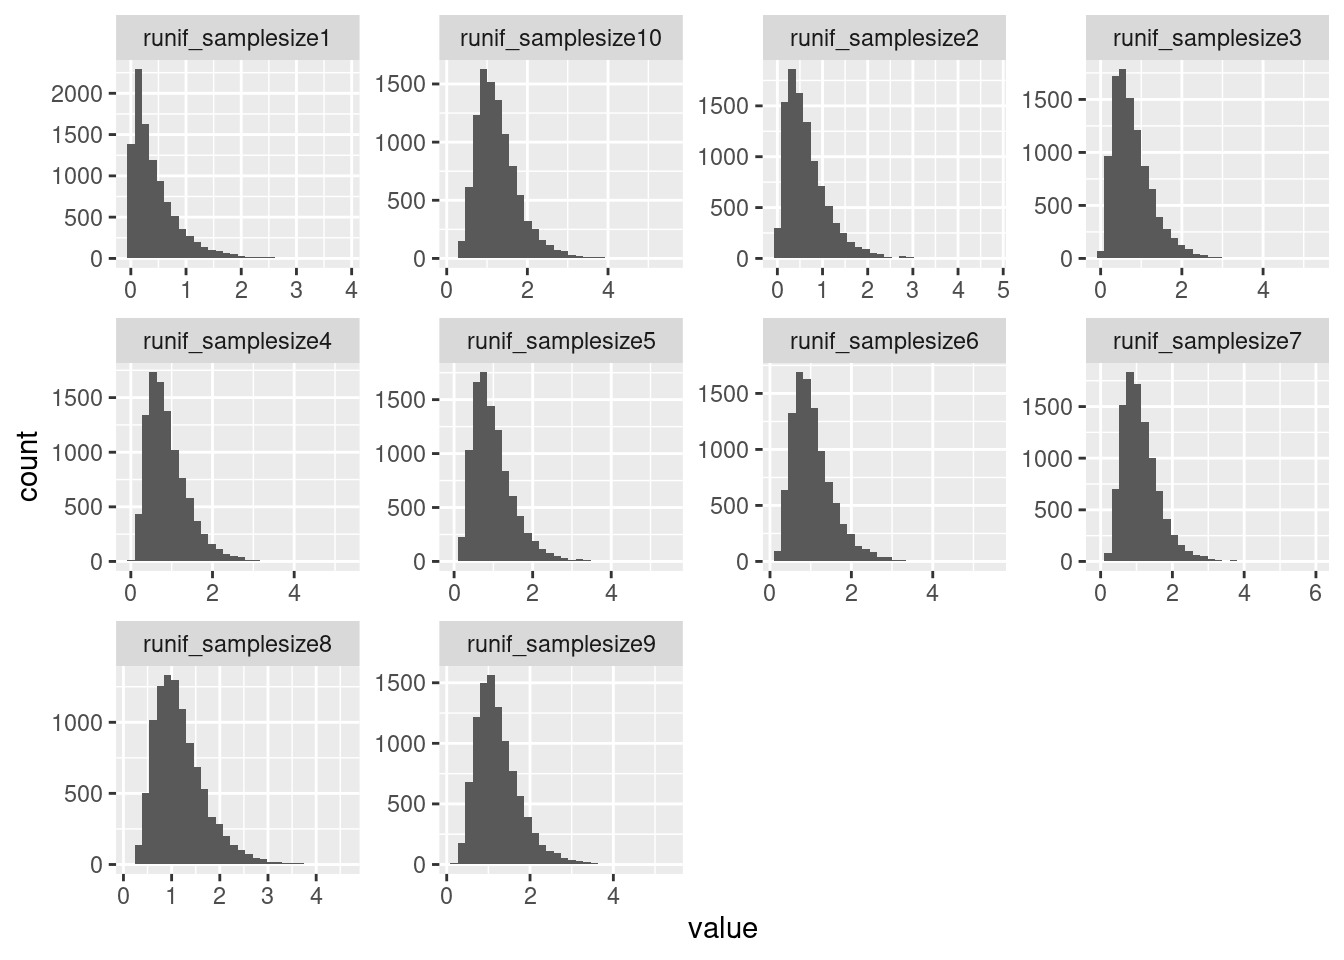 runif_samplesize1 runif_samplesize10 runif_samplesize2 runif_samplesize3
2000
1500
1000
500
0
0 1 2 3 4
1500
1000
500
0
0 2 4
1500
1000
500
0
0 1 2 3 4 5
1500
1000
500
0
0 2 4
runif_samplesize4 runif_samplesize5 runif_samplesize6 runif_samplesize7
1500
1000
500
0
0 2 4
1500
1000
500
0
0 2 4
1500
1000
500
0
0 2 4
1500
1000
500
0
0 2 4 6
count
runif_samplesize8 runif_samplesize9
1000
500
0
0 1 2 3 4
1500
1000
500
0
0 2 4
value